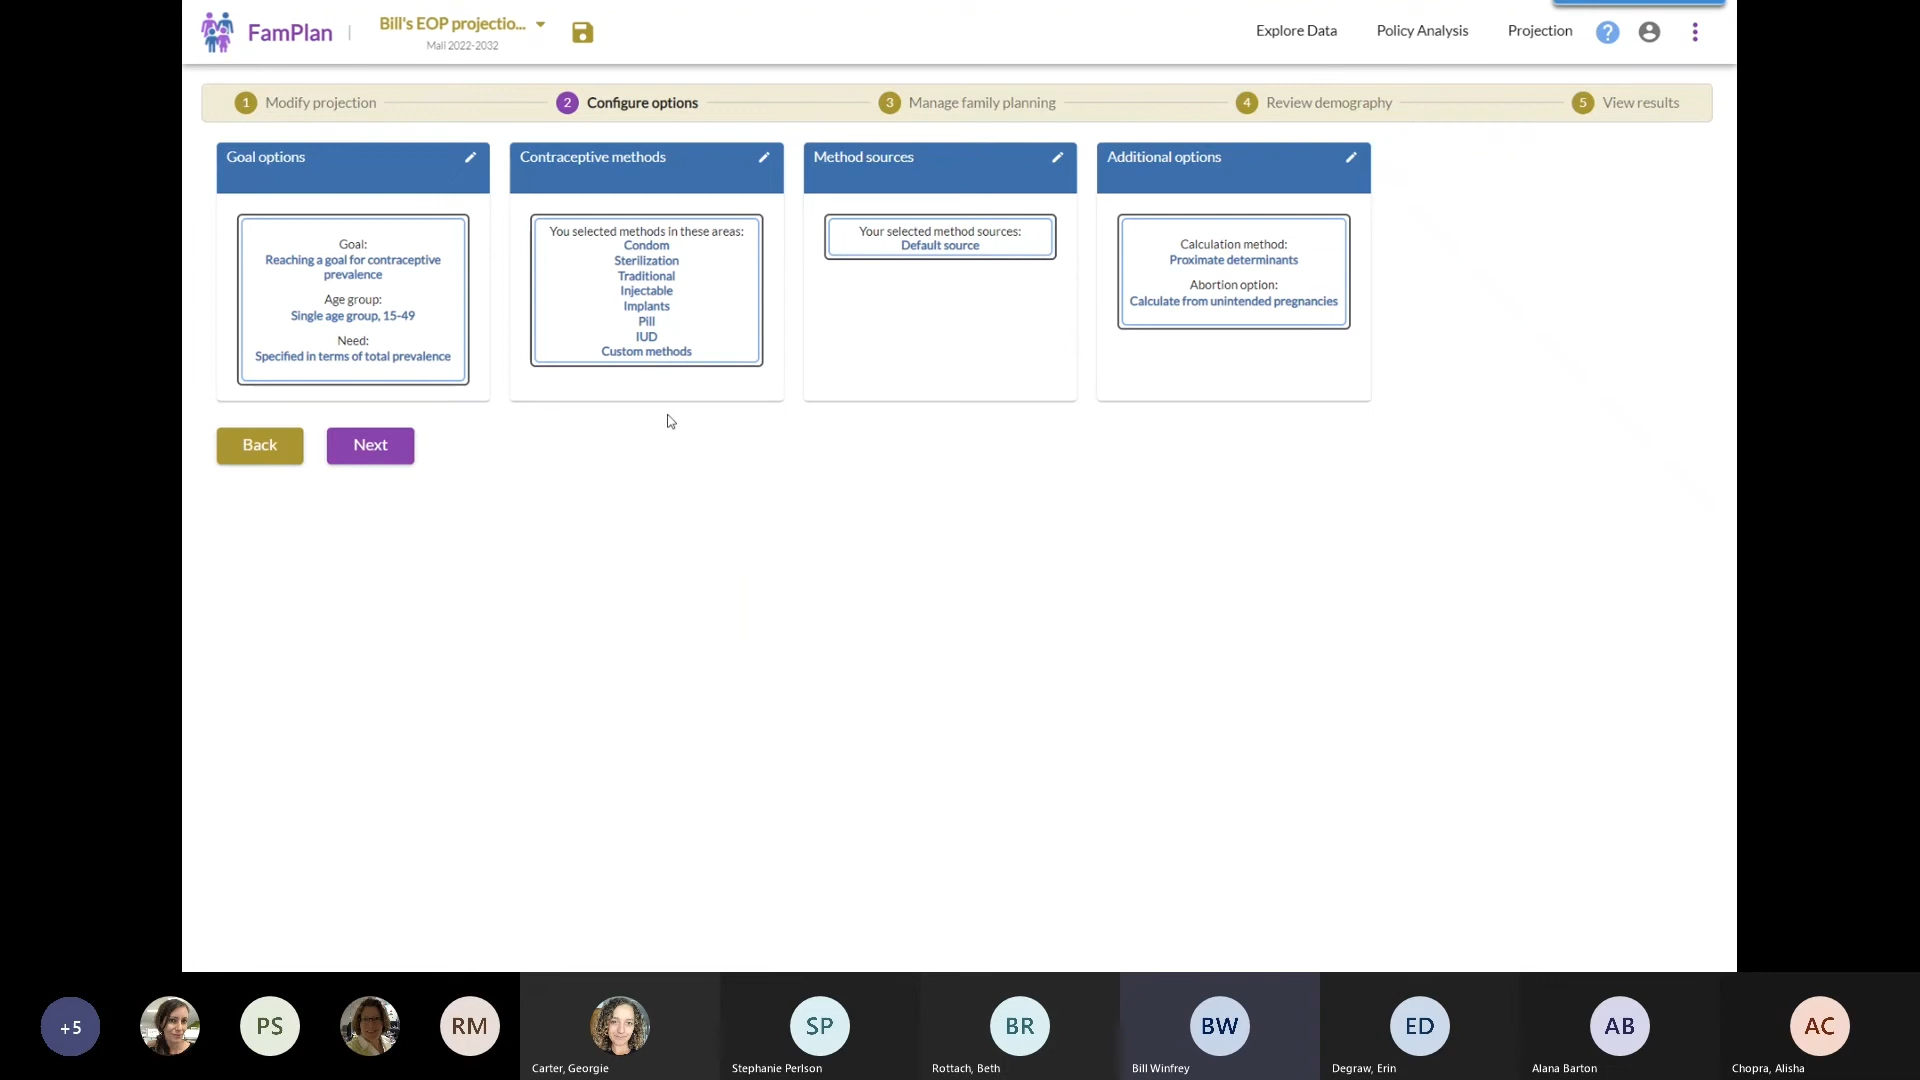 FamPlan
Bill's EOP projectio...
Mali 2022-2032
Explore Data
Policy Analysis
Projection
?
1 Modify projection
2 Configure options
3 Manage family planning
4 Review demography
5 View results
Goal options
Goal:
Reaching a goal for contraceptive
prevalence
Age group:
Single age group, 15-49
Need:
Specified in terms of total prevalence
Contraceptive methods
You selected methods in these areas:
Condom
Sterilization
Traditional
Injectable
Implants
Pill
IUD
Custom methods
Method sources
Your selected method sources:
Default source
Additional options
Calculation method:
Proximate determinants
Abortion option:
Calculate from unintended pregnancies
Back
Next
+5
PS
RM
Carter, Georgie
SP
Stephanie Perlson
BR
Rottach, Beth
BW
Bill Winfrey
ED
Degraw, Erin
AB
Alana Barton
AC
Chopra, Alisha